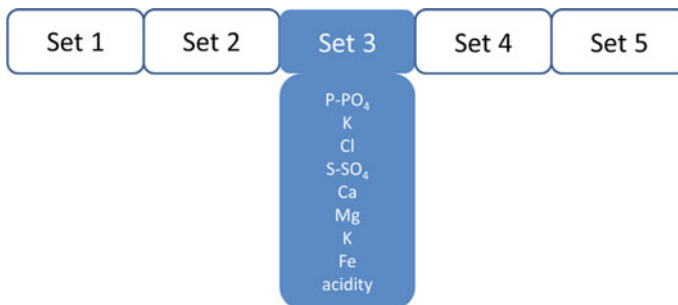 Set 1 Set 2 Set 3 Set 4 Set 5
P-PO₄
K
Cl
S-SO₄
Ca
Mg
K
Fe
acidity